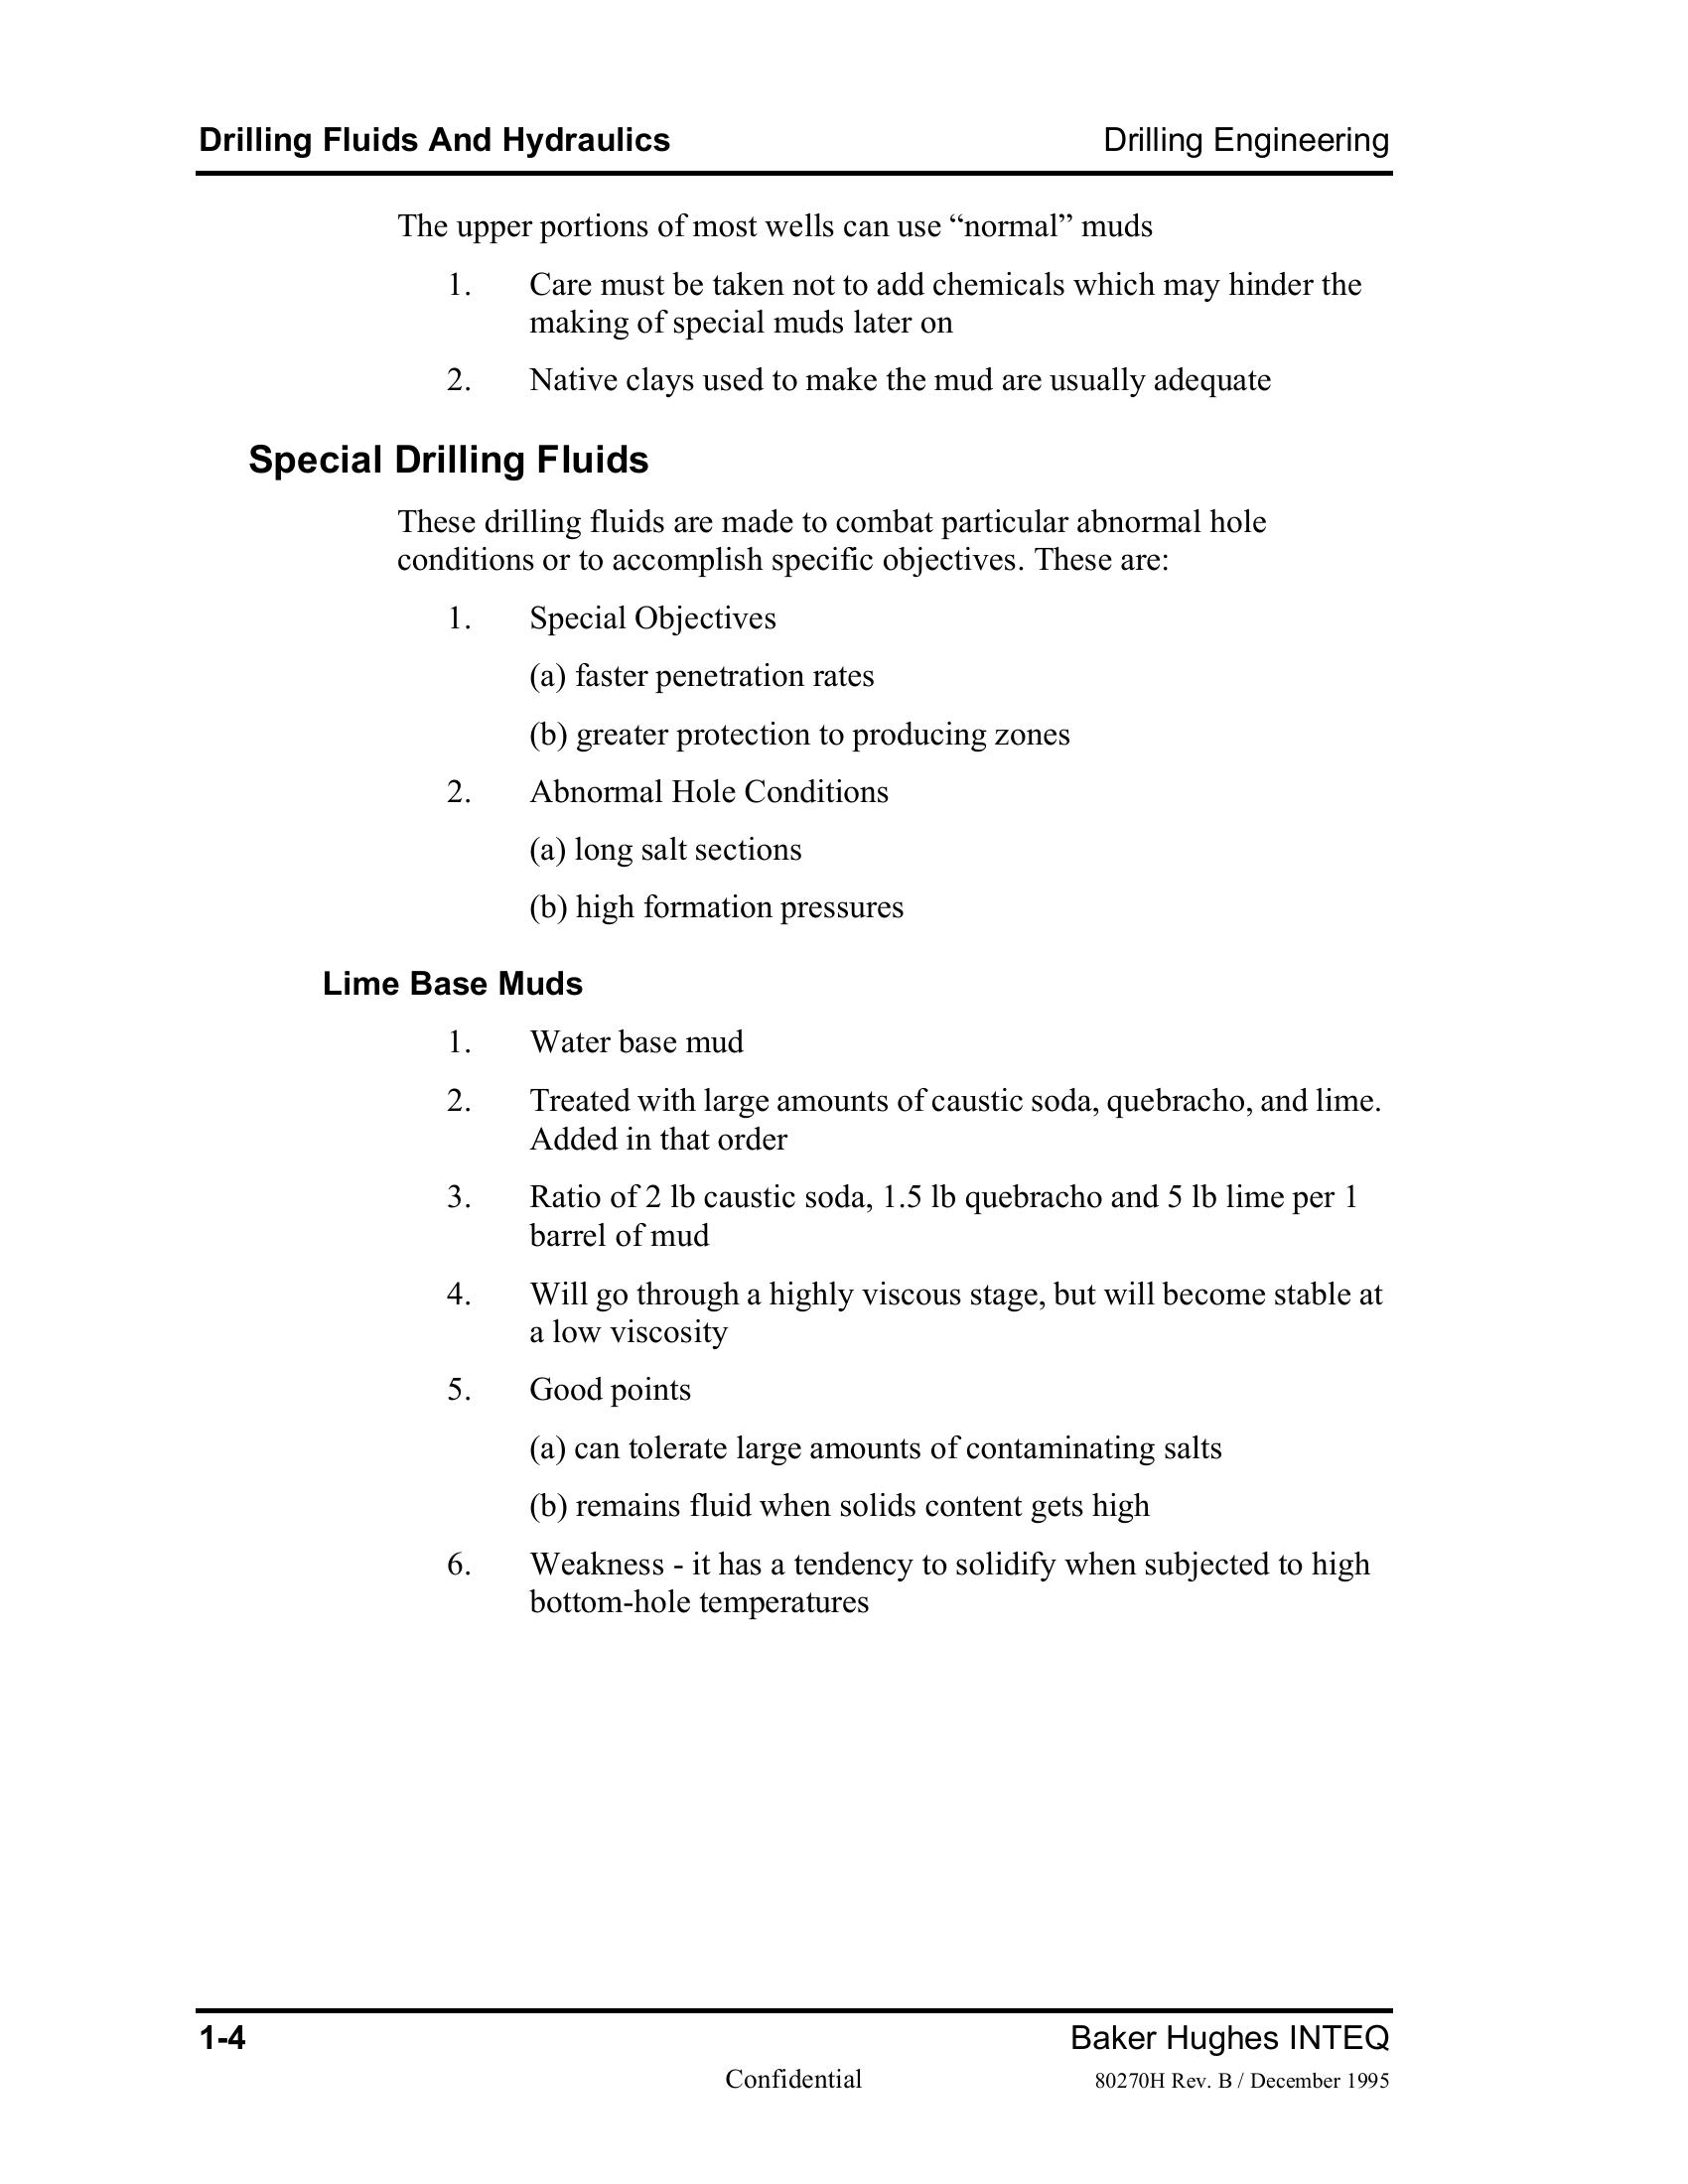 Drilling Fluids And Hydraulics Drilling Engineering
The upper portions of most wells can use “normal” muds
1. Care must be taken not to add chemicals which may hinder the
making of special muds later on
2. Native clays used to make the mud are usually adequate
Special Drilling Fluids
These drilling fluids are made to combat particular abnormal hole
conditions or to accomplish specific objectives. These are:
1. Special Objectives
(a) faster penetration rates
(b) greater protection to producing zones
2. Abnormal Hole Conditions
(a) long salt sections
(b) high formation pressures
Lime Base Muds
1. Water base mud
2. Treated with large amounts of caustic soda, quebracho, and lime.
Added in that order
3. Ratio of 2 lb caustic soda, 1.5 lb quebracho and 5 lb lime per 1
barrel of mud
4. Will go through a highly viscous stage, but will become stable at
a low viscosity
5. Good points
(a) can tolerate large amounts of contaminating salts
(b) remains fluid when solids content gets high
6. Weakness - it has a tendency to solidify when subjected to high
bottom-hole temperatures
1-4 Baker Hughes INTEQ
Confidential 80270H Rev. B / December 1995